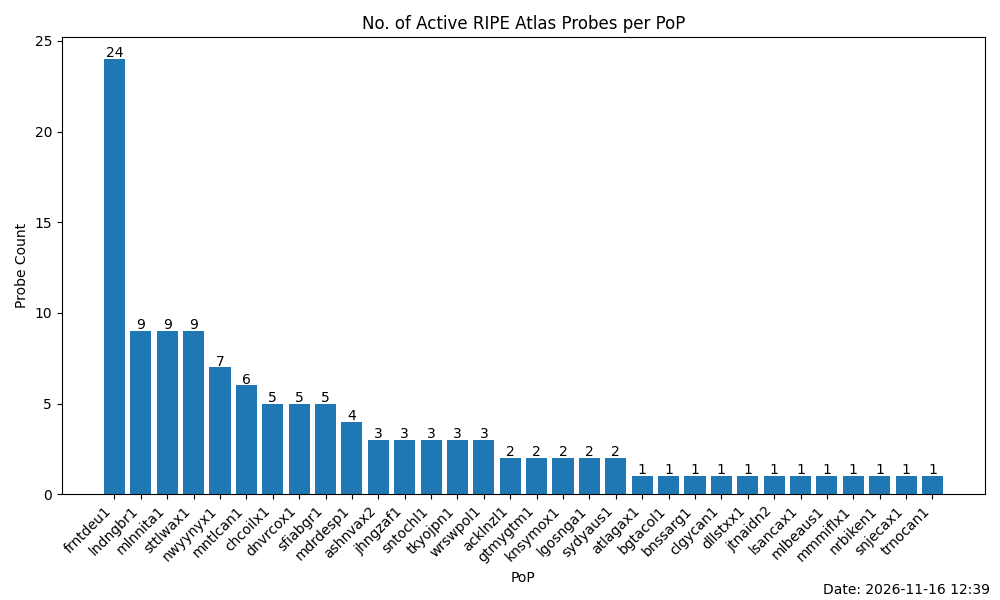 No. of Active RIPE Atlas Probes per PoP
25
20
15
10
5
0
Probe Count
24
9
9
9
7
6
5
5
5
4
3
3
3
3
3
2
2
2
2
2
1
1
1
1
1
1
1
1
1
1
1
1
frntdeu1
lndngbr1
mlnnita1
sttlwax1
nwyynyx1
mntlcan1
chcoilx1
dnvrcox1
sfiabgr1
mdrdesp1
ashnvax2
jhngzaf1
sntochl1
tkyojpn1
wrswpol1
acklnzl1
gtmygtm1
knsymox1
lgosnga1
sydyaus1
atlagax1
bgtacol1
bnssarg1
clgycan1
dllstxx1
jtnaidn2
lsancax1
mlbeaus1
mmmiflx1
nrbiken1
snjecax1
trnocan1
PoP
Date: 2026-11-16 12:39